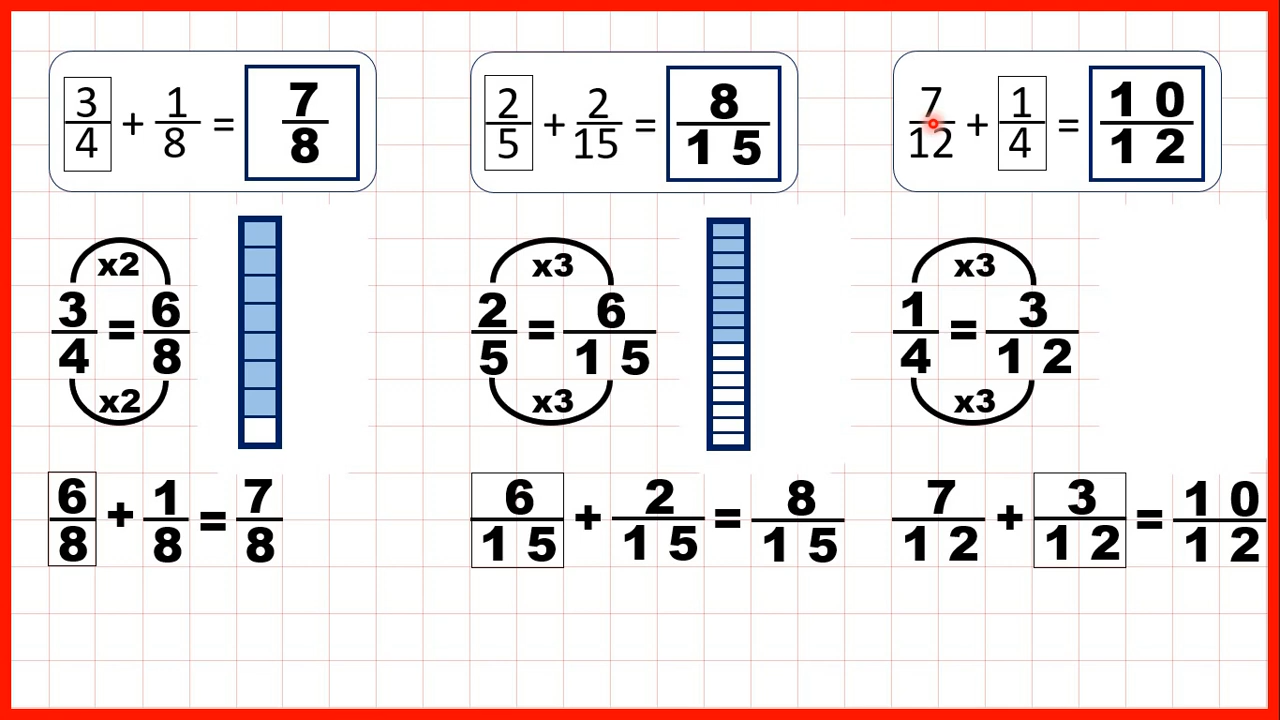 3/4 + 1/8 = 7/8
2/5 + 2/15 = 8/15
7/12 + 1/4 = 10/12
x2
3/4 = 6/8
x2
x3
2/5 = 6/15
x3
x3
1/4 = 3/12
x3
6/8 + 1/8 = 7/8
6/15 + 2/15 = 8/15
7/12 + 3/12 = 10/12